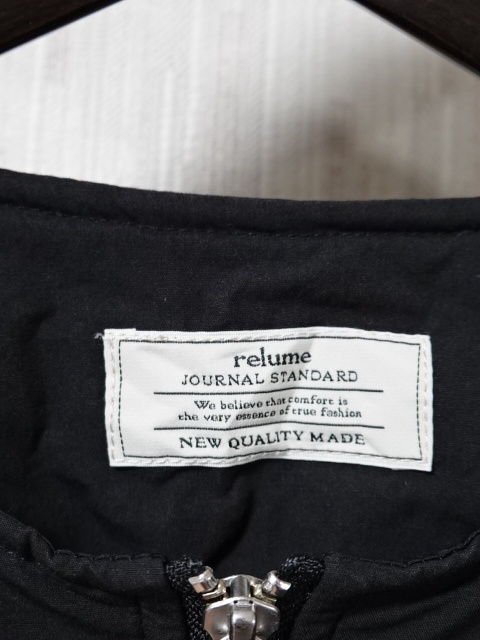 relume
JOURNAL STANDARD
We believe that comfort is
the very essence of true fashion
NEW QUALITY MADE